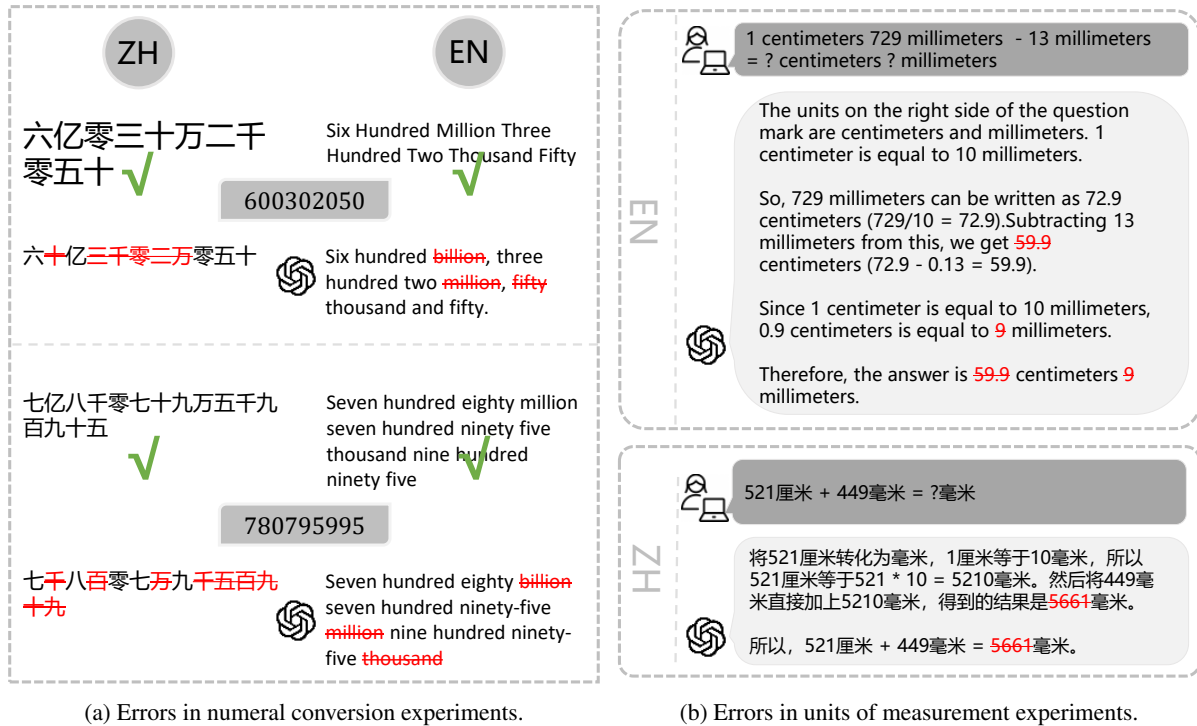 ZH
EN
六亿零三十万二千
零五十
Six Hundred Million Three
Hundred Two Thousand Fifty
√
√
600302050
六十亿三千零二万零五十
Six hundred billion, three
hundred two million, fifty
thousand and fifty.
七亿八千零七十九万五千九
百九十五
Seven hundred eighty million
seven hundred ninety five
thousand nine hundred
ninety five
√
√
780795995
七千八百零七万九千五百九
十九
Seven hundred eighty billion
seven hundred ninety-five
million nine hundred ninety-
five thousand
(a) Errors in numeral conversion experiments.
EN
1 centimeters 729 millimeters - 13 millimeters
= ? centimeters ? millimeters
The units on the right side of the question
mark are centimeters and millimeters. 1
centimeter is equal to 10 millimeters.
So, 729 millimeters can be written as 72.9
centimeters (729/10 = 72.9).Subtracting 13
millimeters from this, we get 59.9
centimeters (72.9 - 0.13 = 59.9).
Since 1 centimeter is equal to 10 millimeters,
0.9 centimeters is equal to 9 millimeters.
Therefore, the answer is 59.9 centimeters 9
millimeters.
ZH
521厘米 + 449毫米 = ?毫米
将521厘米转化为毫米，1厘米等于10毫米，所以
521厘米等于521 * 10 = 5210毫米。然后将449毫
米直接加上5210毫米，得到的结果是5661毫米。
所以，521厘米 + 449毫米 = 5661毫米。
(b) Errors in units of measurement experiments.